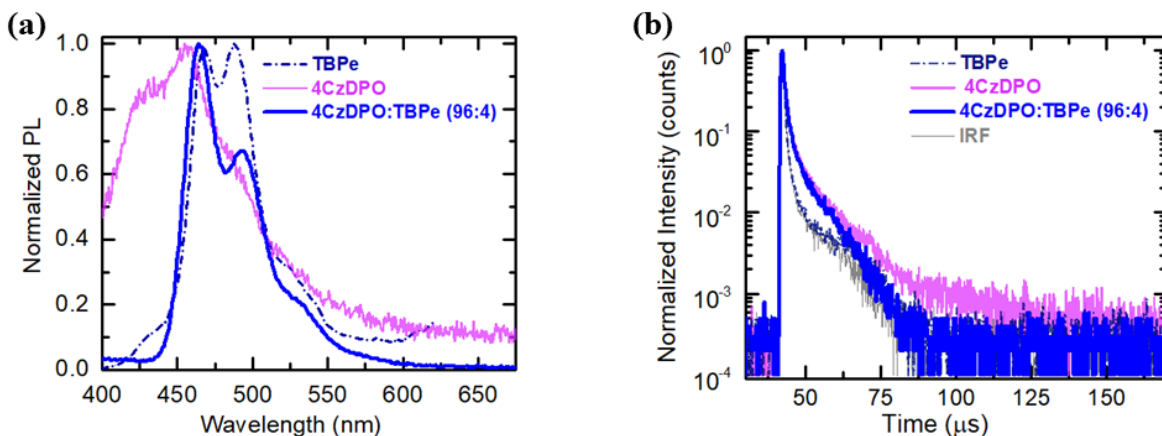 (a)
1.0
0.8
0.6
0.4
0.2
0.0
Normalized PL
TBPe
4CzDPO
4CzDPO:TBPe (96:4)
400 450 500 550 600 650
Wavelength (nm)
(b)
10⁰
10⁻¹
10⁻²
10⁻³
10⁻⁴
Normalized Intensity (counts)
TBPe
4CzDPO
4CzDPO:TBPe (96:4)
IRF
50 75 100 125 150
Time (μs)